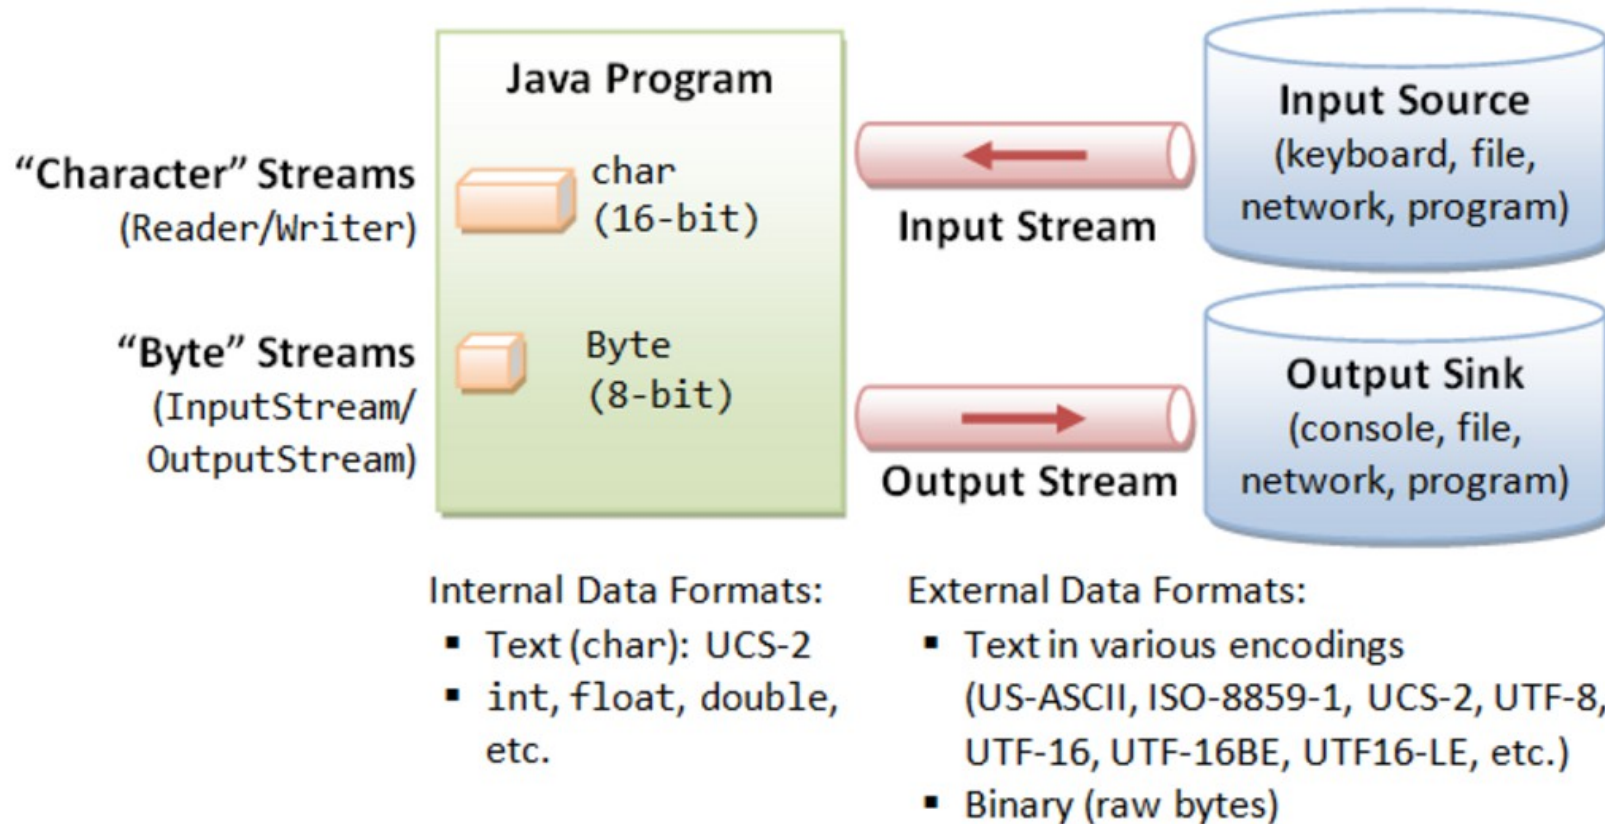 Java Program
“Character” Streams
(Reader/Writer)
char
(16-bit)
“Byte” Streams
(InputStream/
OutputStream)
Byte
(8-bit)
Input Stream
Output Stream
Input Source
(keyboard, file,
network, program)
Output Sink
(console, file,
network, program)
Internal Data Formats:
▪ Text (char): UCS-2
▪ int, float, double,
etc.
External Data Formats:
▪ Text in various encodings
(US-ASCII, ISO-8859-1, UCS-2, UTF-8,
UTF-16, UTF-16BE, UTF16-LE, etc.)
▪ Binary (raw bytes)